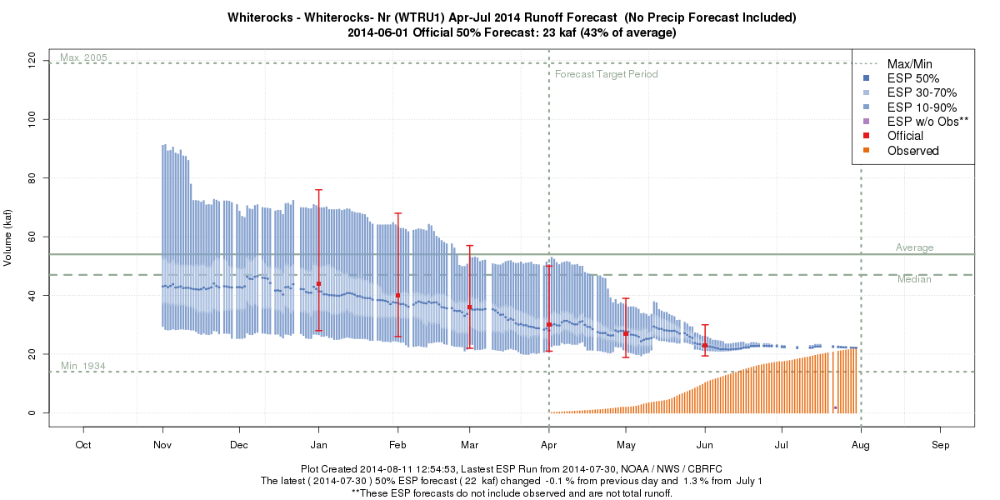 Whiterocks - Whiterocks- Nr (WTRU1) Apr-Jul 2014 Runoff Forecast  (No Precip Forecast Included)
2014-06-01 Official 50% Forecast: 23 kaf (43% of average)
Max 2005
Forecast Target Period
Average
Median
Min 1934
Max/Min
ESP 50%
ESP 30-70%
ESP 10-90%
ESP w/o Obs**
Official
Observed
Volume (kaf)
120
100
80
60
40
20
0
Oct Nov Dec Jan Feb Mar Apr May Jun Jul Aug Sep
Plot Created 2014-08-11 12:54:53, Lastest ESP Run from 2014-07-30, NOAA / NWS / CBRFC
The latest ( 2014-07-30 ) 50% ESP forecast ( 22  kaf) changed  -0.1 % from previous day and  1.3 % from  July 1
**These ESP forecasts do not include observed and are not total runoff.